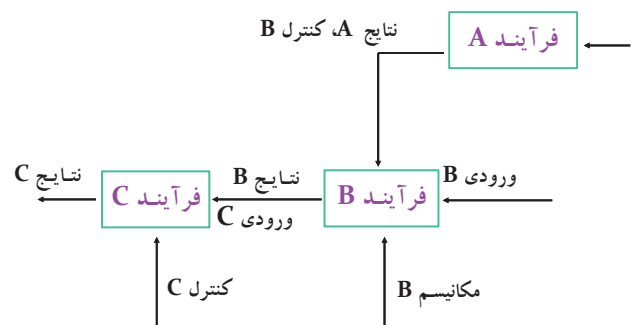 فرآیند A
نتایج A، کنترل B
ورودی B
فرآیند B
نتایج B
ورودی C
فرآیند C
نتایج C
مکانیسم B
کنترل C